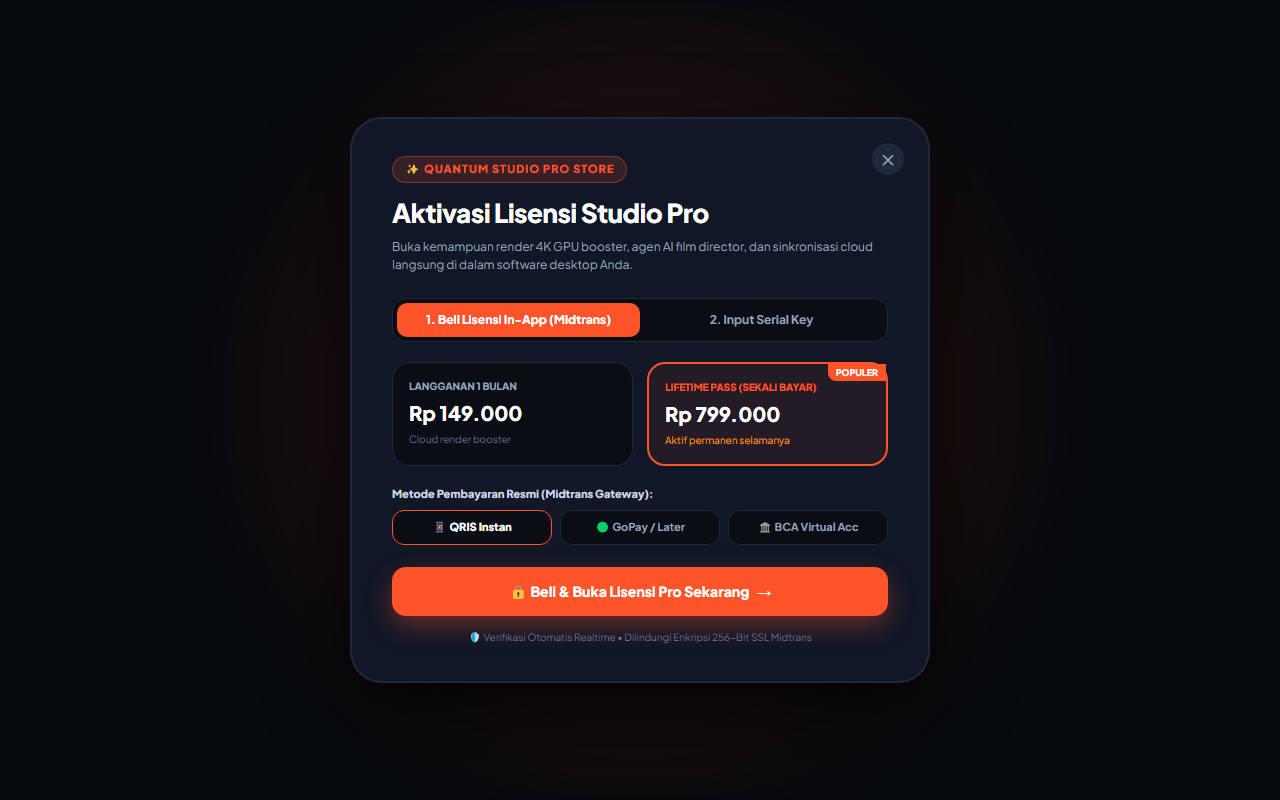 ✨ QUANTUM STUDIO PRO STORE
Aktivasi Lisensi Studio Pro
Buka kemampuan render 4K GPU booster, agen AI film director, dan sinkronisasi cloud
langsung di dalam software desktop Anda.
1. Beli Lisensi In-App (Midtrans)
2. Input Serial Key
LANGGANAN 1 BULAN
Rp 149.000
Cloud render booster
POPULER
LIFETIME PASS (SEKALI BAYAR)
Rp 799.000
Aktif permanen selamanya
Metode Pembayaran Resmi (Midtrans Gateway):
QRIS Instan
GoPay / Later
BCA Virtual Acc
🔒 Beli & Buka Lisensi Pro Sekarang →
Verifikasi Otomatis Realtime • Dilindungi Enkripsi 256-Bit SSL Midtrans